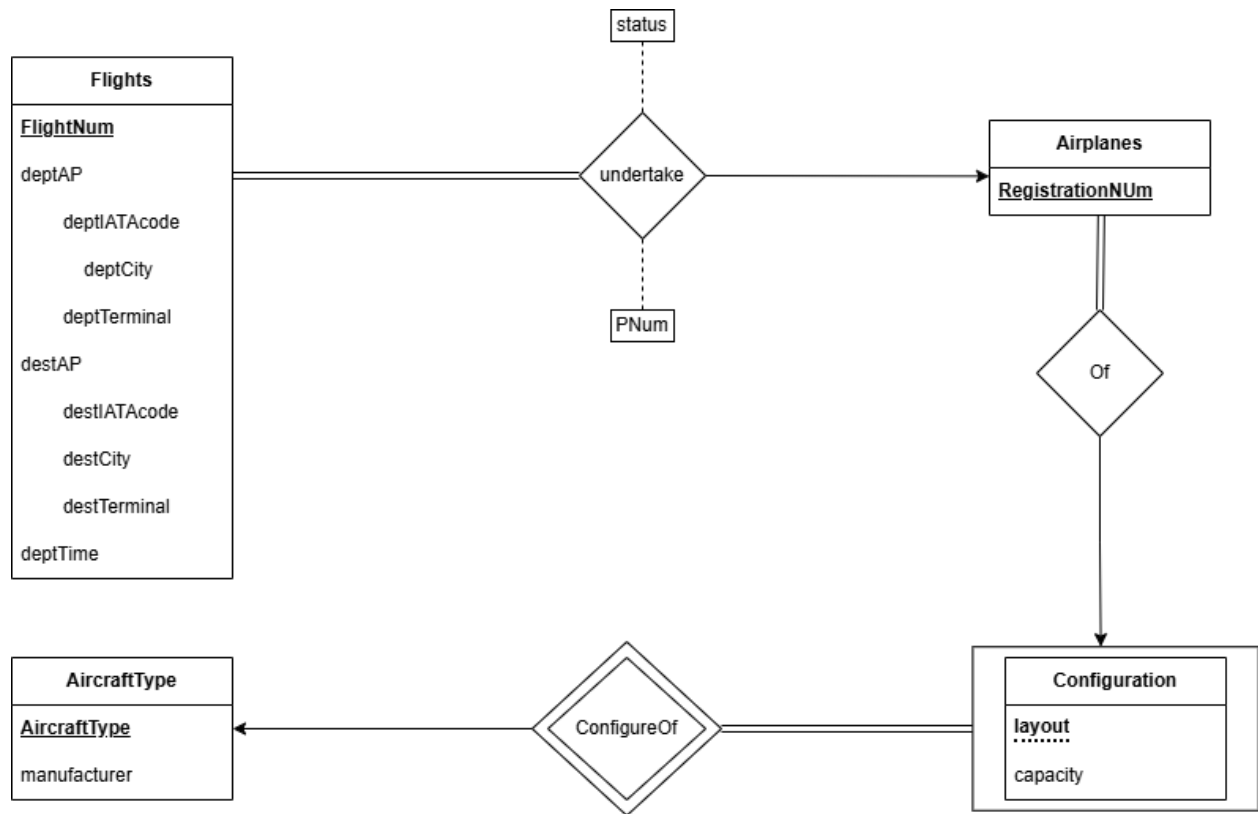 status
Flights
FlightNum
deptAP
deptIATAcode
deptCity
deptTerminal
destAP
destIATAcode
destCity
destTerminal
deptTime
undertake
PNum
Airplanes
RegistrationNUm
Of
AircraftType
AircraftType
manufacturer
ConfigureOf
Configuration
layout
capacity